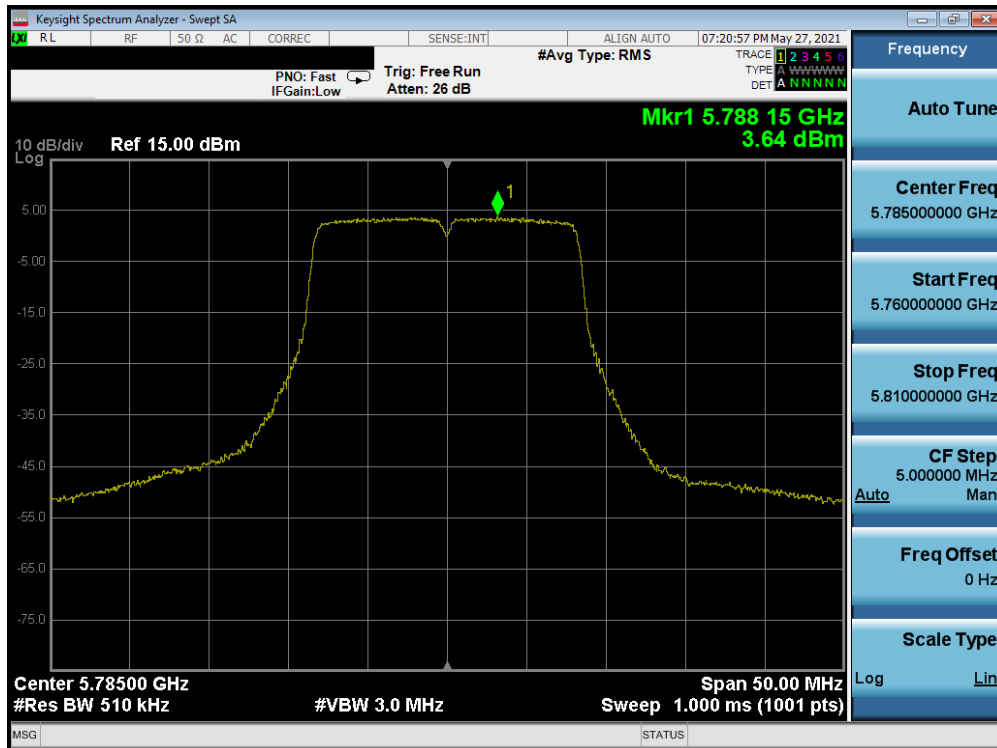 Keysight Spectrum Analyzer - Swept SA
LXI RL RF 50 Ω AC CORREC SENSE:INT ALIGN AUTO 07:20:57 PM May 27, 2021
Frequency
#Avg Type: RMS
TRACE 1 2 3 4 5 6
PNO: Fast Trig: Free Run
TYPE A WWWWW
IFGain:Low Atten: 26 dB
DET A N N N N N
Auto Tune
Mkr1 5.788 15 GHz
3.64 dBm
10 dB/div Ref 15.00 dBm
Log
1
5.00
-5.00
-15.0
-25.0
-35.0
-45.0
-55.0
-65.0
-75.0
Center Freq
5.785000000 GHz
Start Freq
5.760000000 GHz
Stop Freq
5.810000000 GHz
CF Step
5.000000 MHz
Auto Man
Freq Offset
0 Hz
Scale Type
Log Lin
Center 5.78500 GHz Span 50.00 MHz
#Res BW 510 kHz #VBW 3.0 MHz Sweep 1.000 ms (1001 pts)
MSG STATUS